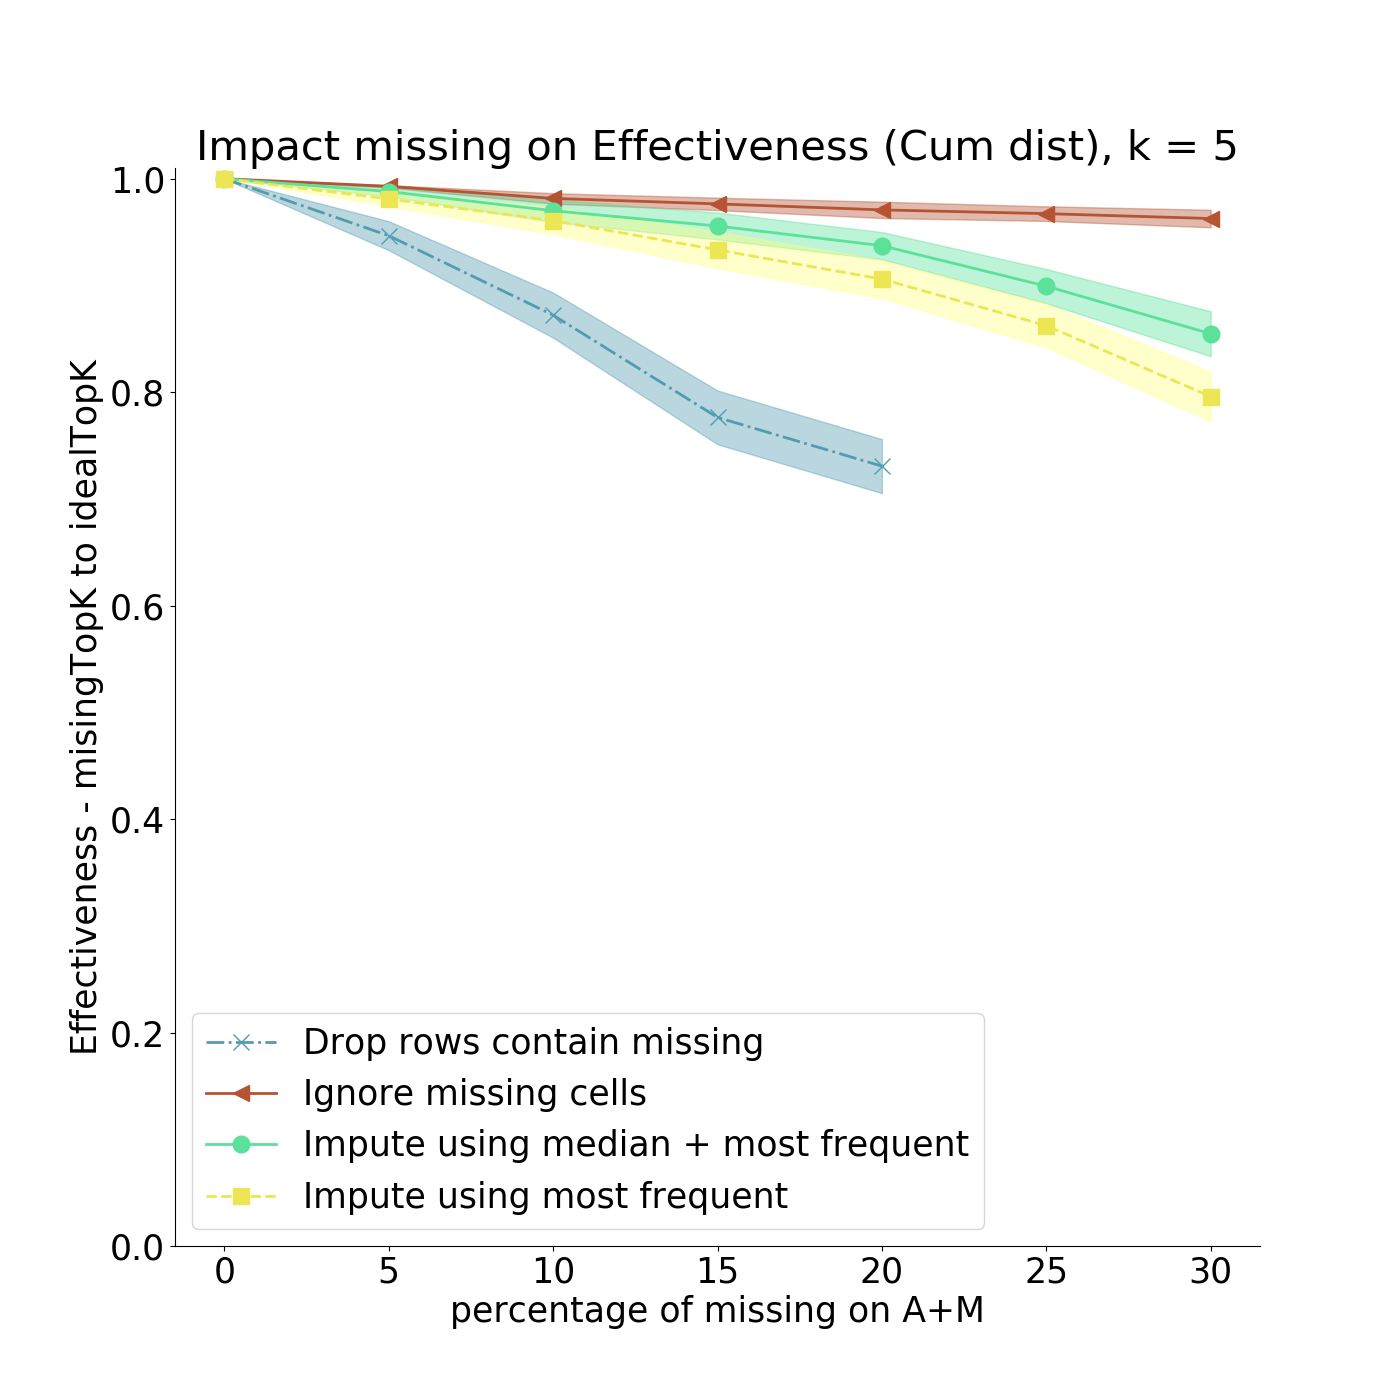 Impact missing on Effectiveness (Cum dist), k = 5
Effectiveness - misingTopK to idealTopK
1.0
0.8
0.6
0.4
0.2
0.0
Drop rows contain missing
Ignore missing cells
Impute using median + most frequent
Impute using most frequent
0 5 10 15 20 25 30
percentage of missing on A+M